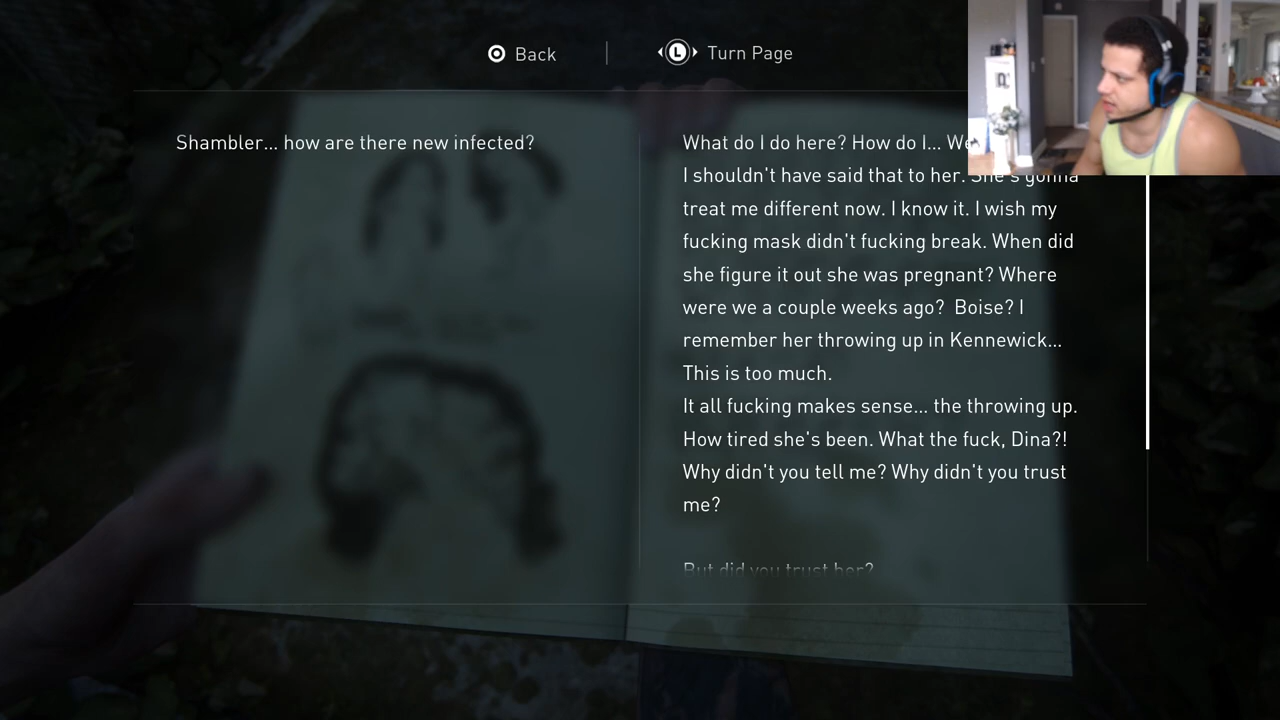 Back
L
Turn Page
Shambler... how are there new infected?
What do I do here? How do I...
I shouldn't have said that to her. She's gonna
treat me different now. I know it. I wish my
fucking mask didn't fucking break. When did
she figure it out she was pregnant? Where
were we a couple weeks ago?  Boise? I
remember her throwing up in Kennewick...
This is too much.
It all fucking makes sense... the throwing up.
How tired she's been. What the fuck, Dina?!
Why didn't you tell me? Why didn't you trust
me?
But did you trust her?